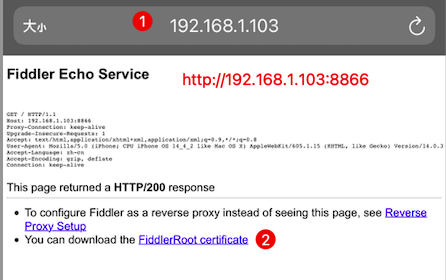 大小 1 192.168.1.103
Fiddler Echo Service
http://192.168.1.103:8866
GET / HTTP/1.1
Host: 192.168.1.103:8866
Proxy-Connection: keep-alive
Upgrade-Insecure-Requests: 1
Accept: text/html,application/xhtml+xml,application/xml;q=0.9,*/*;q=0.8
User-Agent: Mozilla/5.0 (iPhone; CPU iPhone OS 14_4_2 like Mac OS X) AppleWebKit/605.1.15 (KHTML, like Gecko) Version/14.0.3
Accept-Language: zh-cn
Accept-Encoding: gzip, deflate
Connection: keep-alive
This page returned a HTTP/200 response
• To configure Fiddler as a reverse proxy instead of seeing this page, see Reverse
Proxy Setup
• You can download the FiddlerRoot certificate 2